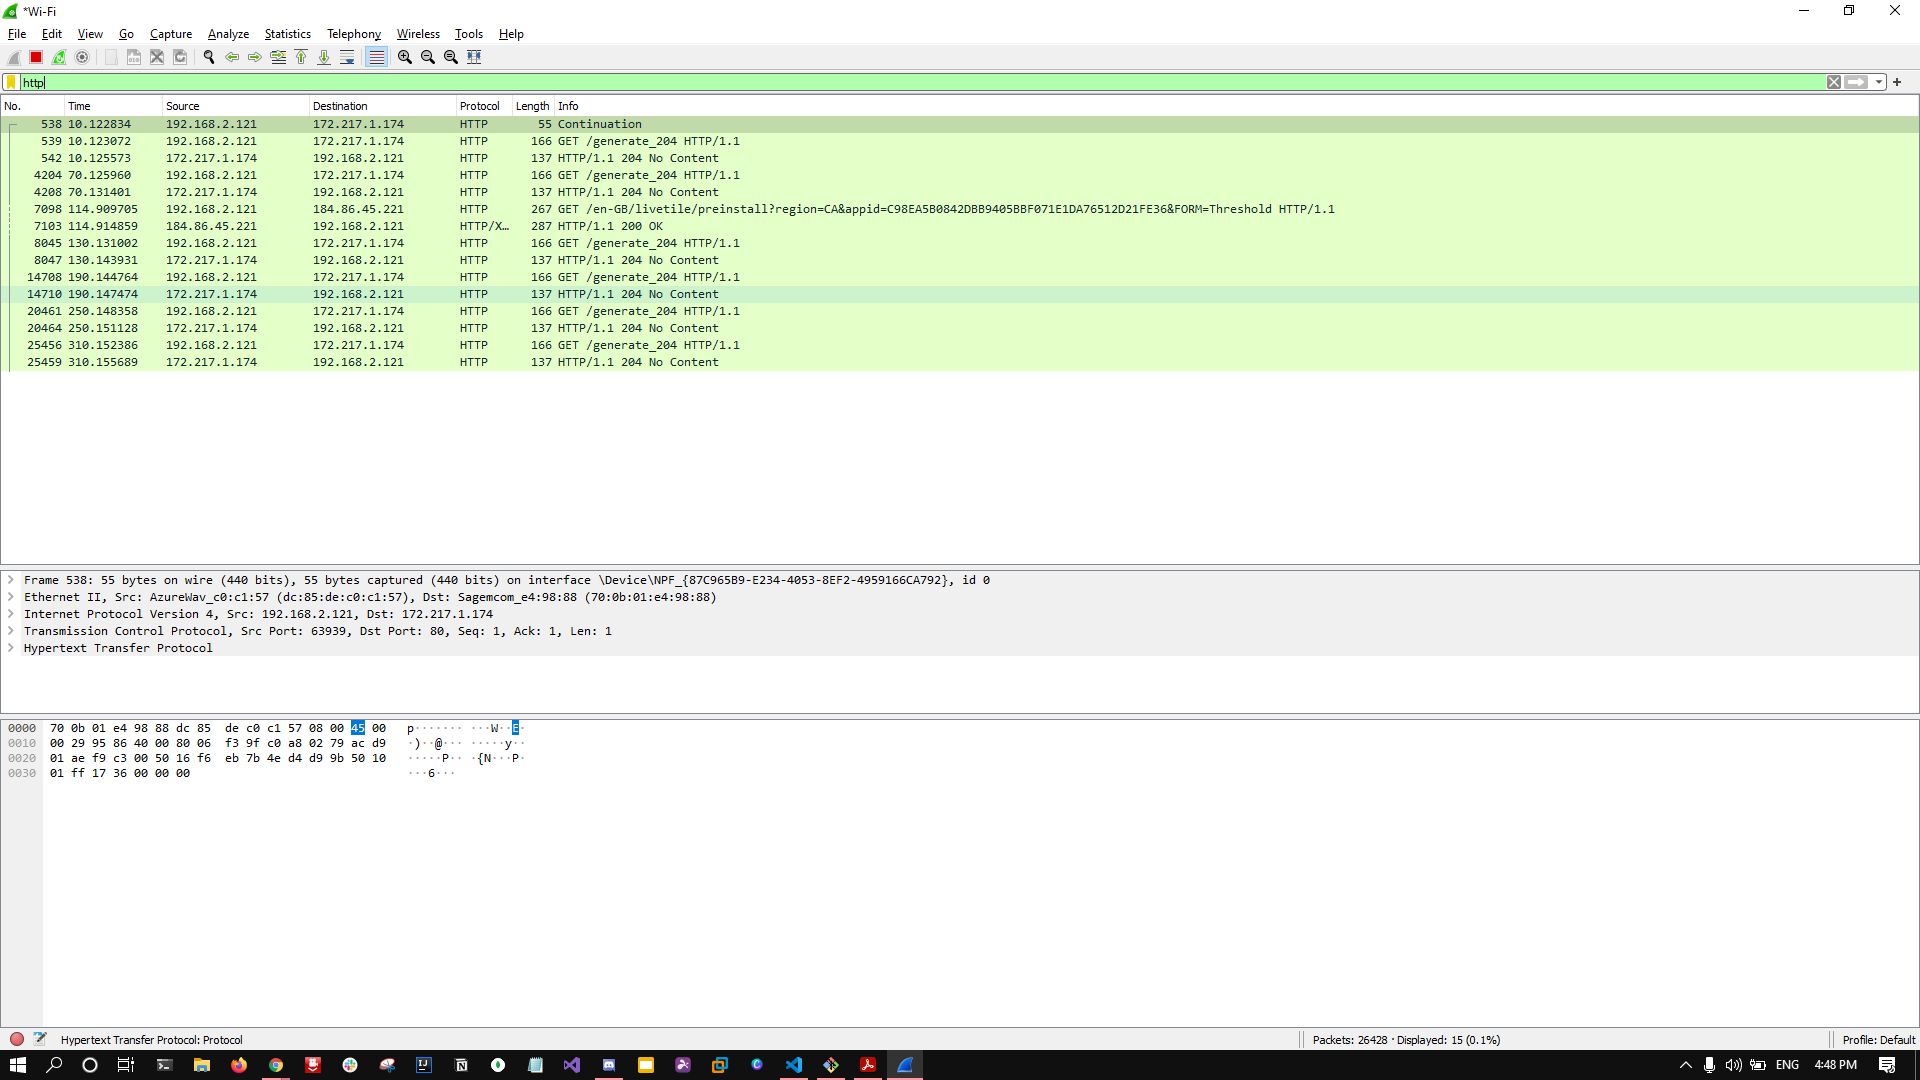 *Wi-Fi
File Edit View Go Capture Analyze Statistics Telephony Wireless Tools Help
http
No. Time Source Destination Protocol Length Info
538 10.122834 192.168.2.121 172.217.1.174 HTTP 55 Continuation
539 10.123072 192.168.2.121 172.217.1.174 HTTP 166 GET /generate_204 HTTP/1.1
542 10.125573 172.217.1.174 192.168.2.121 HTTP 137 HTTP/1.1 204 No Content
4204 70.125960 192.168.2.121 172.217.1.174 HTTP 166 GET /generate_204 HTTP/1.1
4208 70.131401 172.217.1.174 192.168.2.121 HTTP 137 HTTP/1.1 204 No Content
7098 114.909705 192.168.2.121 184.86.45.221 HTTP 267 GET /en-GB/livetile/preinstall?region=CA&appid=C98EA5B0842DBB9405BBF071E1DA76512D21FE36&FORM=Threshold HTTP/1.1
7103 114.914859 184.86.45.221 192.168.2.121 HTTP/X… 287 HTTP/1.1 200 OK
8045 130.131002 192.168.2.121 172.217.1.174 HTTP 166 GET /generate_204 HTTP/1.1
8047 130.143931 172.217.1.174 192.168.2.121 HTTP 137 HTTP/1.1 204 No Content
14708 190.144764 192.168.2.121 172.217.1.174 HTTP 166 GET /generate_204 HTTP/1.1
14710 190.147474 172.217.1.174 192.168.2.121 HTTP 137 HTTP/1.1 204 No Content
20461 250.148358 192.168.2.121 172.217.1.174 HTTP 166 GET /generate_204 HTTP/1.1
20464 250.151128 172.217.1.174 192.168.2.121 HTTP 137 HTTP/1.1 204 No Content
25456 310.152386 192.168.2.121 172.217.1.174 HTTP 166 GET /generate_204 HTTP/1.1
25459 310.155689 172.217.1.174 192.168.2.121 HTTP 137 HTTP/1.1 204 No Content
Frame 538: 55 bytes on wire (440 bits), 55 bytes captured (440 bits) on interface \Device\NPF_{87C965B9-E234-4053-8EF2-4959166CA792}, id 0
Ethernet II, Src: AzureWav_c0:c1:57 (dc:85:de:c0:c1:57), Dst: Sagemcom_e4:98:88 (70:0b:01:e4:98:88)
Internet Protocol Version 4, Src: 192.168.2.121, Dst: 172.217.1.174
Transmission Control Protocol, Src Port: 63939, Dst Port: 80, Seq: 1, Ack: 1, Len: 1
Hypertext Transfer Protocol
0000 70 0b 01 e4 98 88 dc 85 de c0 c1 57 08 00 45 00 p······· ···W··E·
0010 00 29 95 86 40 00 80 06 f3 9f c0 a8 02 79 ac d9 ·)··@··· ·····y··
0020 01 ae f9 c3 00 50 16 f6 eb 7b 4e d4 d9 9b 50 10 ·····P·· ·{N···P·
0030 01 ff 17 36 00 00 00 ···6···
Hypertext Transfer Protocol: Protocol
Packets: 26428 · Displayed: 15 (0.1%)
Profile: Default
ENG 4:48 PM